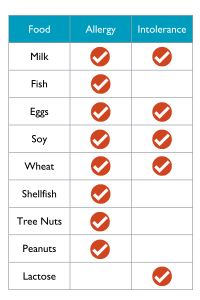 Food Allergy Intolerance
Milk
Fish
Eggs
Soy
Wheat
Shellfish
Tree Nuts
Peanuts
Lactose